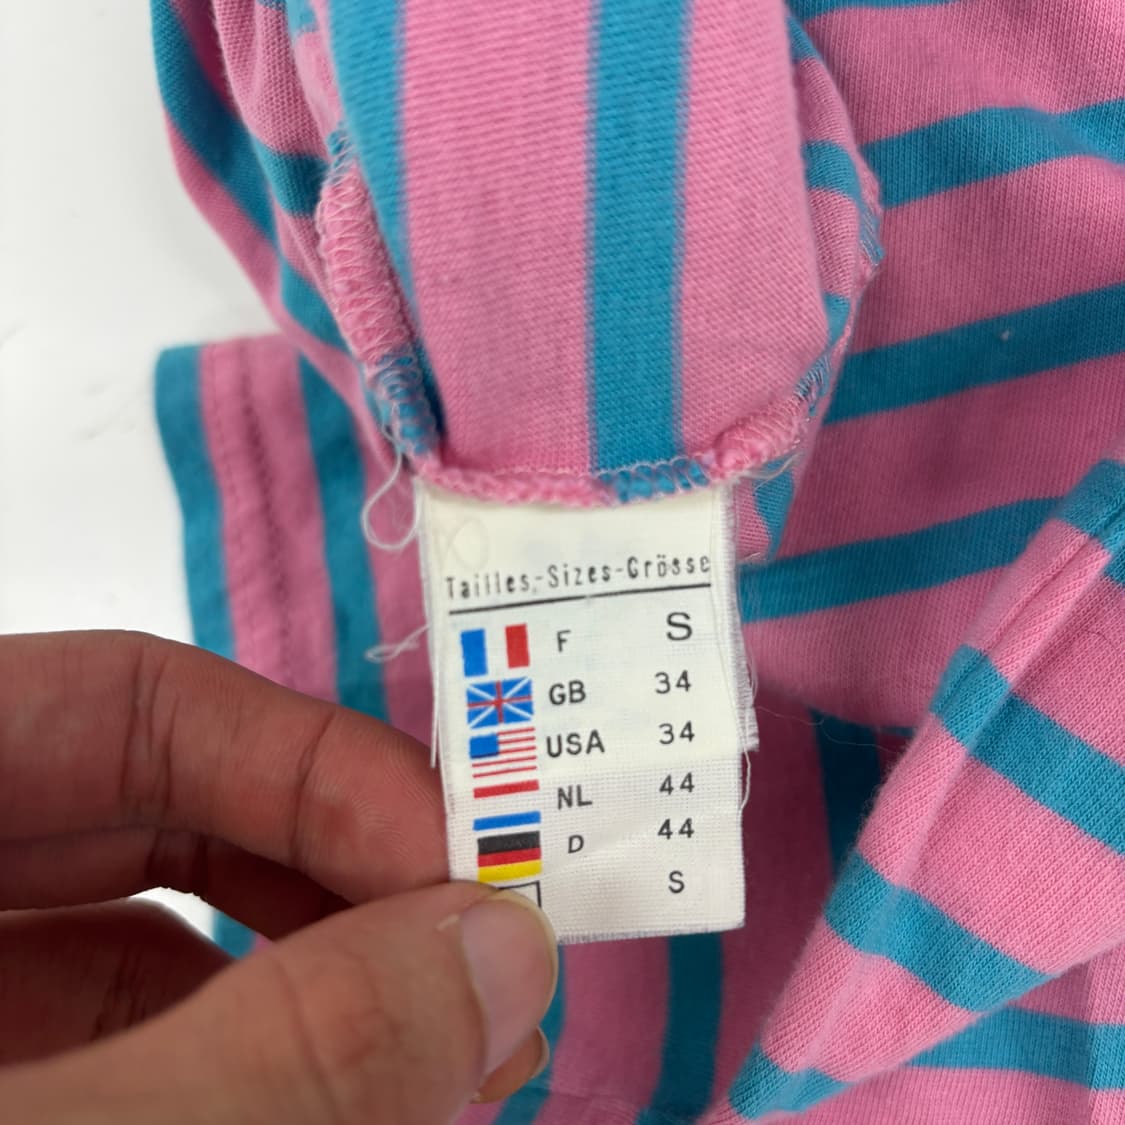 Tailles,-Sizes-Grösse
F S
GB 34
USA 34
NL 44
D 44
S